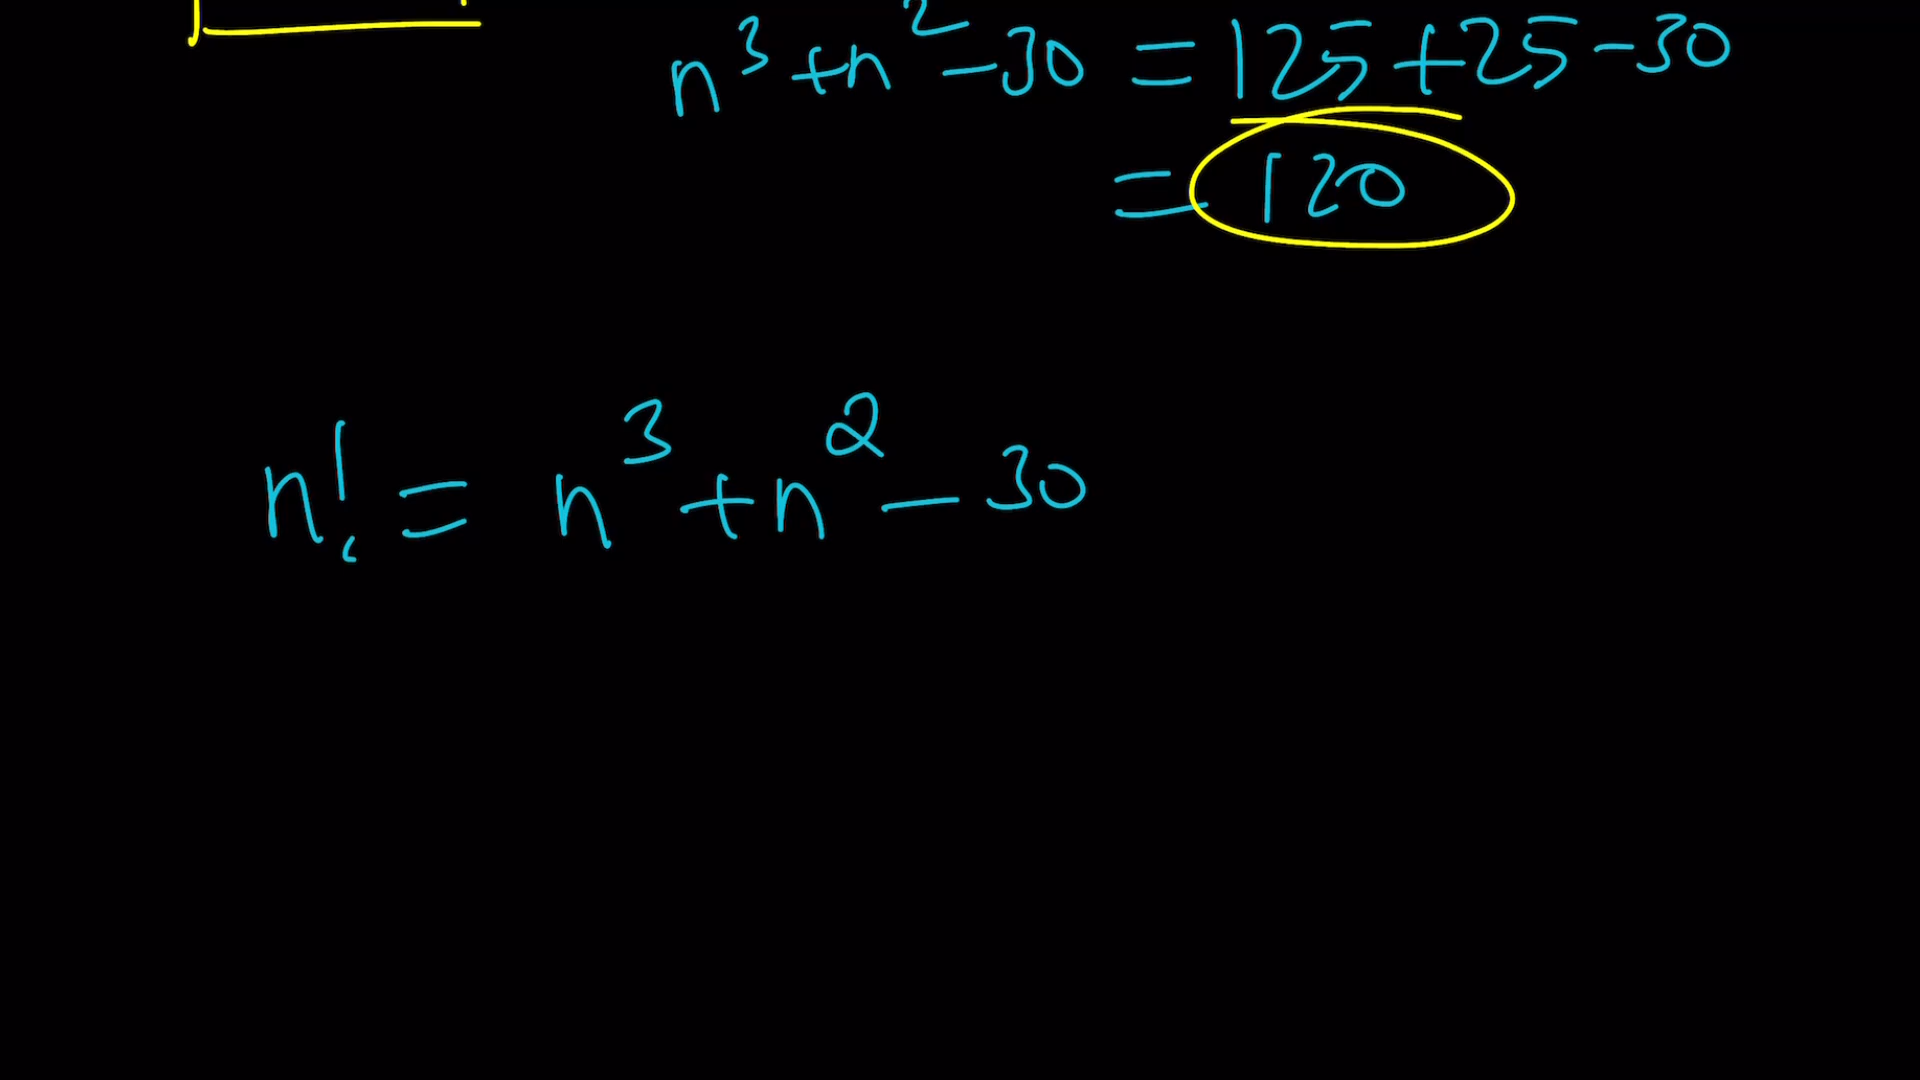 n³+n²-30 = 125+25-30
= 120
n! = n³+n²-30